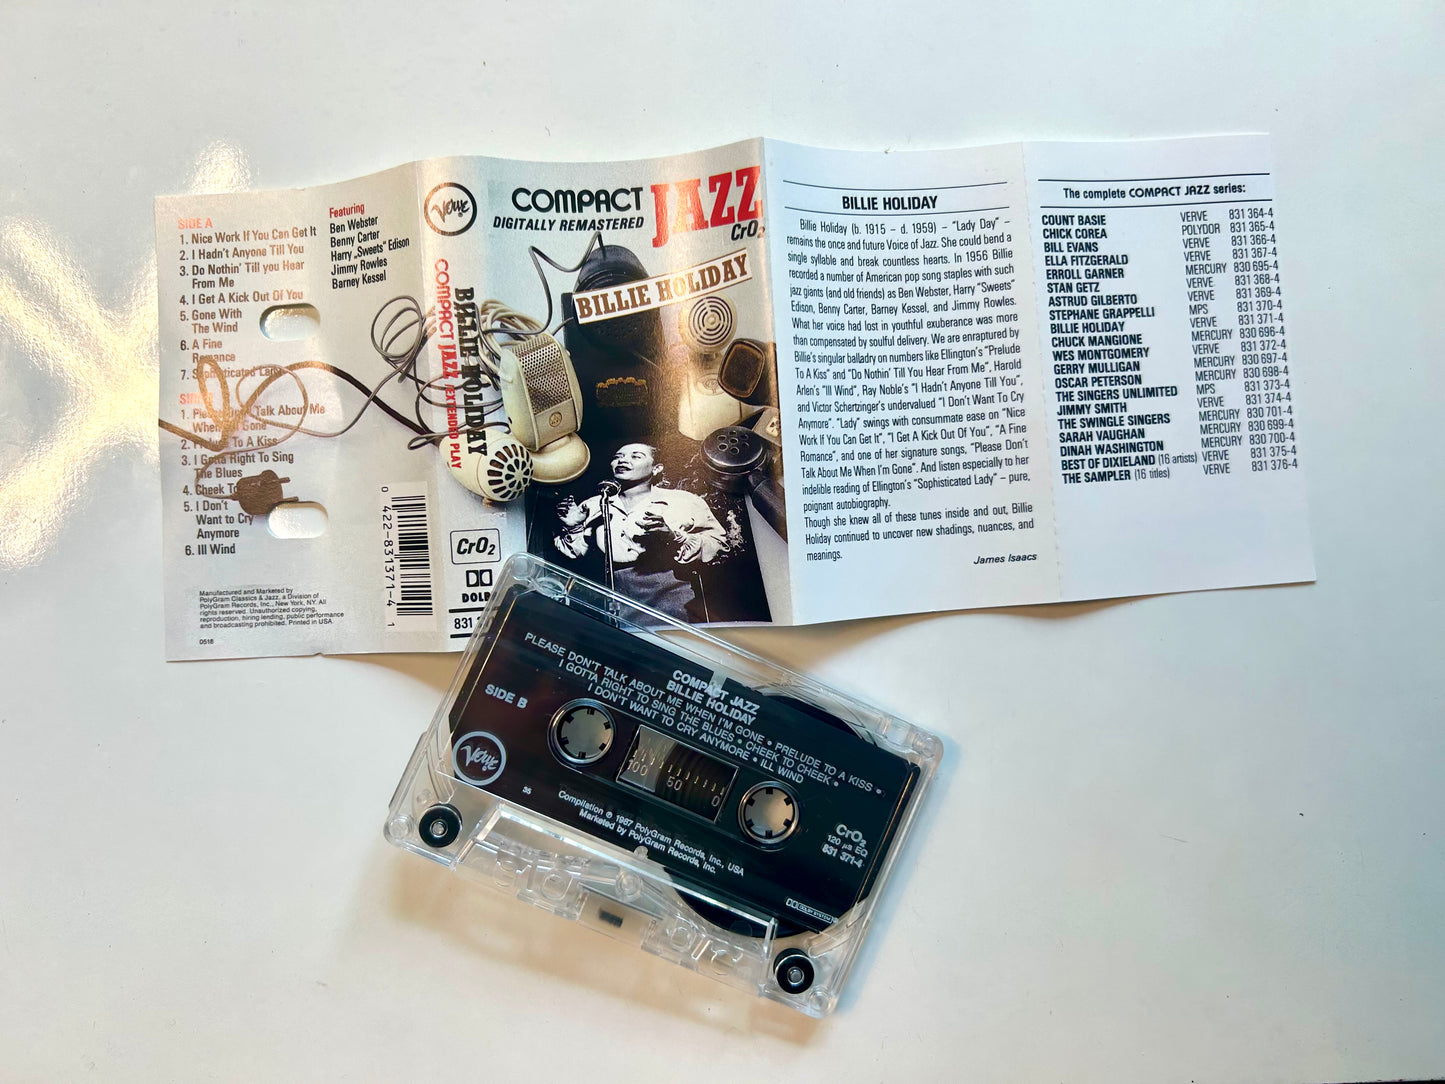 SIDE A
1. Nice Work If You Can Get It
2. I Hadn't Anyone Till You
3. Do Nothin' Till you Hear
From Me
4. I Get A Kick Out Of You
5. Gone With
The Wind
6. A Fine
Romance
7. Sophisticated Lady
1. Please Don't Talk About Me
When I'm Gone
2. Prelude To A Kiss
3. I Gotta Right To Sing
The Blues
4. Cheek To
5. I Don't
Want to Cry
Anymore
6. Ill Wind
Featuring
Ben Webster
Benny Carter
Harry „Sweets" Edison
Jimmy Rowles
Barney Kessel
Manufactured and Marketed by
PolyGram Classics & Jazz, a Division of
PolyGram Records, Inc., New York, NY. All
rights reserved. Unauthorized copying,
reproduction, hiring lending, public performance
and broadcasting prohibited. Printed in USA.
0518
0 422-831371-4 1
Verve
BILLIE HOLIDAY
COMPACT JAZZ EXTENDED PLAY
CrO2
831
COMPACT JAZZ
DIGITALLY REMASTERED
CrO2
BILLIE HOLIDAY
BILLIE HOLIDAY
Billie Holiday (b. 1915 – d. 1959) – "Lady Day" –
remains the once and future Voice of Jazz. She could bend a
single syllable and break countless hearts. In 1956 Billie
recorded a number of American pop song staples with such
jazz giants (and old friends) as Ben Webster, Harry "Sweets"
Edison, Benny Carter, Barney Kessel, and Jimmy Rowles.
What her voice had lost in youthful exuberance was more
than compensated by soulful delivery. We are enraptured by
Billie's singular balladry on numbers like Ellington's "Prelude
To A Kiss" and "Do Nothin' Till You Hear From Me", Harold
Arlen's "Ill Wind", Ray Noble's "I Hadn't Anyone Till You",
and Victor Schertzinger's undervalued "I Don't Want To Cry
Anymore". "Lady" swings with consummate ease on "Nice
Work If You Can Get It", "I Get A Kick Out Of You", "A Fine
Romance", and one of her signature songs, "Please Don't
Talk About Me When I'm Gone". And listen especially to her
indelible reading of Ellington's "Sophisticated Lady" – pure,
poignant autobiography.
Though she knew all of these tunes inside and out, Billie
Holiday continued to uncover new shadings, nuances, and
meanings.
James Isaacs
The complete COMPACT JAZZ series:
COUNT BASIE VERVE 831 364-4
CHICK COREA POLYDOR 831 365-4
BILL EVANS VERVE 831 366-4
ELLA FITZGERALD VERVE 831 367-4
ERROLL GARNER MERCURY 830 695-4
STAN GETZ VERVE 831 368-4
ASTRUD GILBERTO VERVE 831 369-4
STEPHANE GRAPPELLI MPS 831 370-4
BILLIE HOLIDAY VERVE 831 371-4
CHUCK MANGIONE MERCURY 830 696-4
WES MONTGOMERY VERVE 831 372-4
GERRY MULLIGAN MERCURY 830 697-4
OSCAR PETERSON MERCURY 830 698-4
THE SINGERS UNLIMITED MPS 831 373-4
JIMMY SMITH VERVE 831 374-4
THE SWINGLE SINGERS MERCURY 830 701-4
SARAH VAUGHAN MERCURY 830 699-4
DINAH WASHINGTON MERCURY 830 700-4
BEST OF DIXIELAND (16 artists) VERVE 831 375-4
THE SAMPLER (16 titles) VERVE 831 376-4
COMPACT JAZZ
BILLIE HOLIDAY
PLEASE DON'T TALK ABOUT ME WHEN I'M GONE • PRELUDE TO A KISS •
I GOTTA RIGHT TO SING THE BLUES • CHEEK TO CHEEK •
I DON'T WANT TO CRY ANYMORE • ILL WIND
SIDE B
Verve
100 50 0
Compilation ℗ 1987 PolyGram Records, Inc., USA
Marketed by PolyGram Records, Inc.
CrO2
120 µs EQ
831 371-4
DOLBY SYSTEM